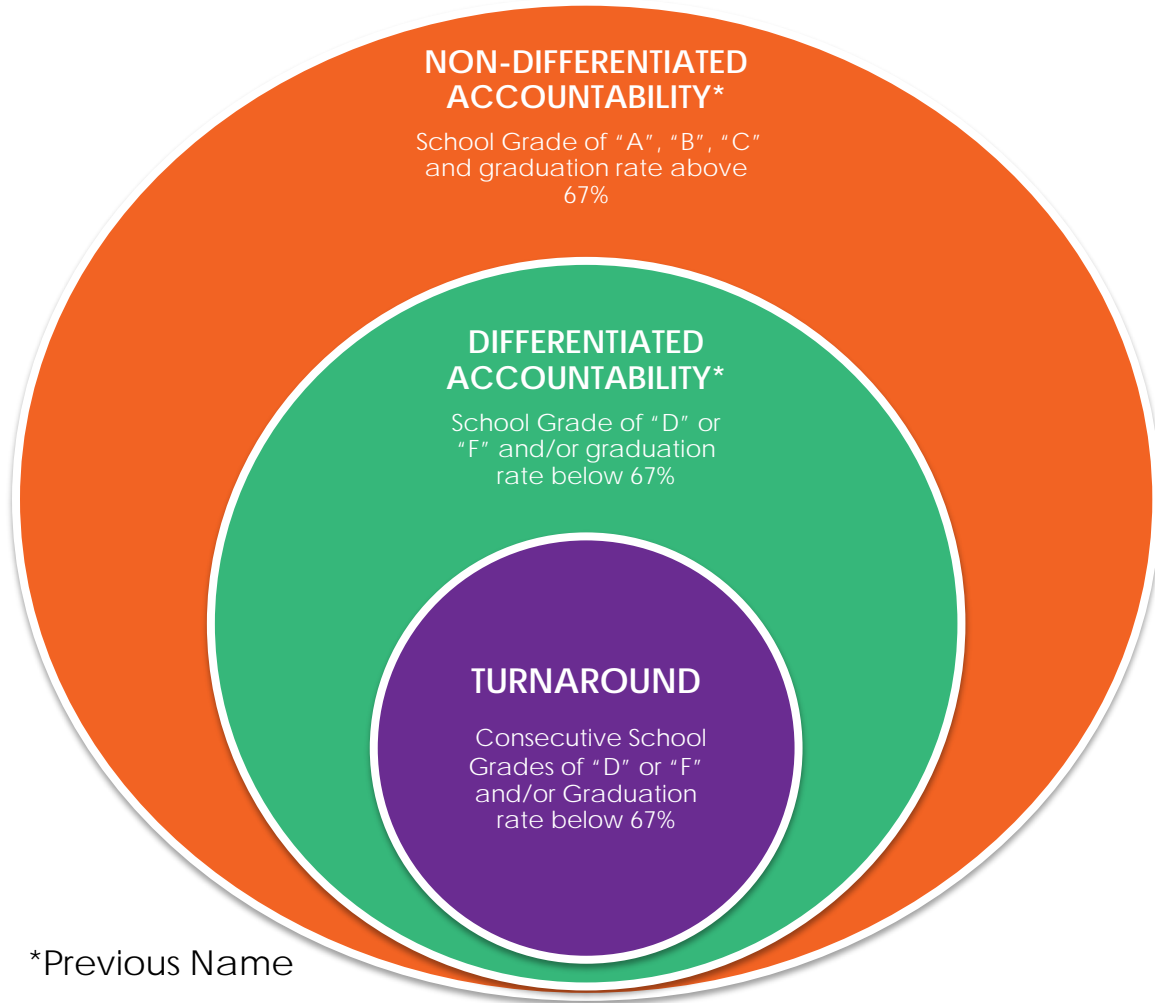 NON-DIFFERENTIATED
ACCOUNTABILITY*
School Grade of “A”, “B”, “C”
and graduation rate above
67%
DIFFERENTIATED
ACCOUNTABILITY*
School Grade of “D” or
“F” and/or graduation
rate below 67%
TURNAROUND
Consecutive School
Grades of “D” or “F”
and/or Graduation
rate below 67%
*Previous Name